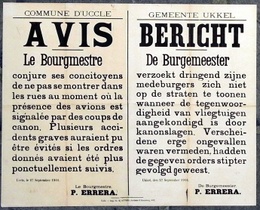 COMMUNE D'UCCLE
AVIS
Le Bourgmestre
conjure ses concitoyens
de ne pas se montrer dans
les rues au moment où la
présence des avions est
signalée par des coups de
canon. Plusieurs acci-
dents graves auraient pu
être évités si les ordres
donnés avaient été plus
ponctuellement suivis.
Le Bourgmestre
P. ERRERA.
GEMEENTE UKKEL
BERICHT
De Burgemeester
verzoekt dringend zijne
medeburgers zich niet
op de straten te toonen
wanneer de tegenwoor-
digheid van vliegtuigen
aangekondigd is door
kanonslagen. Verschei-
dene erge ongevallen
waren vermeden, hadden
de gegeven orders stipter
gevolgd geweest.
De Burgemeester
P. ERRERA.